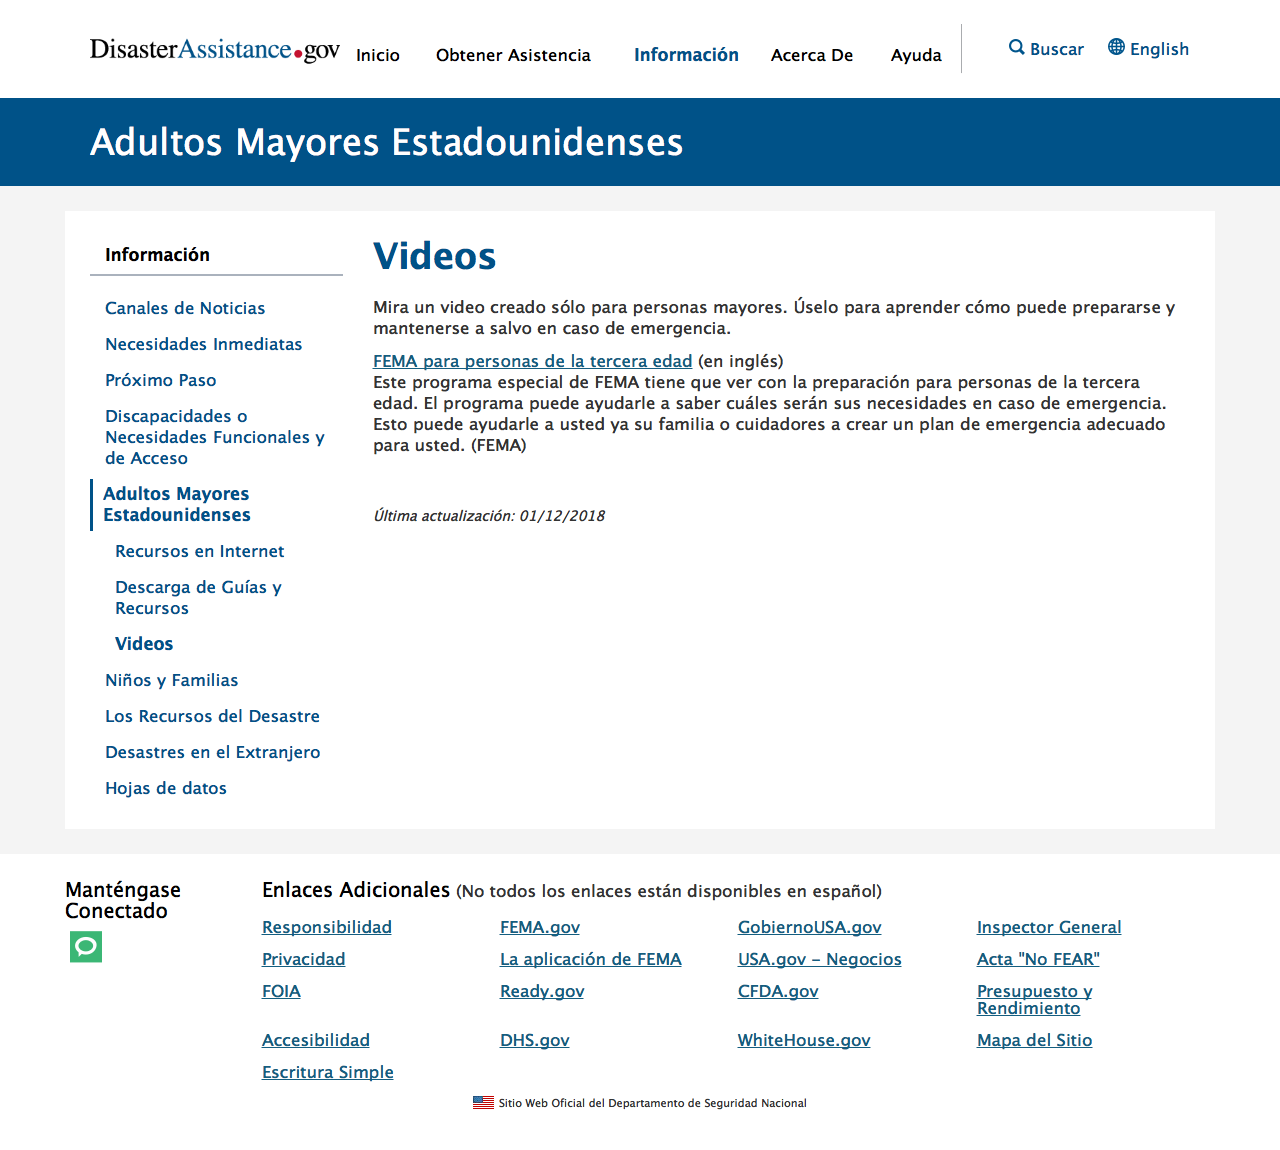 DisasterAssistance.gov
Inicio
Obtener Asistencia
Información
Acerca De
Ayuda
Buscar
English
Adultos Mayores Estadounidenses
Información
Canales de Noticias
Necesidades Inmediatas
Próximo Paso
Discapacidades o
Necesidades Funcionales y
de Acceso
Adultos Mayores
Estadounidenses
Recursos en Internet
Descarga de Guías y
Recursos
Videos
Niños y Familias
Los Recursos del Desastre
Desastres en el Extranjero
Hojas de datos
Videos
Mira un video creado sólo para personas mayores. Úselo para aprender cómo puede prepararse y
mantenerse a salvo en caso de emergencia.
FEMA para personas de la tercera edad (en inglés)
Este programa especial de FEMA tiene que ver con la preparación para personas de la tercera
edad. El programa puede ayudarle a saber cuáles serán sus necesidades en caso de emergencia.
Esto puede ayudarle a usted ya su familia o cuidadores a crear un plan de emergencia adecuado
para usted. (FEMA)
Última actualización: 01/12/2018
Manténgase
Conectado
Enlaces Adicionales (No todos los enlaces están disponibles en español)
Responsibilidad
FEMA.gov
GobiernoUSA.gov
Inspector General
Privacidad
La aplicación de FEMA
USA.gov – Negocios
Acta "No FEAR"
FOIA
Ready.gov
CFDA.gov
Presupuesto y
Rendimiento
Accesibilidad
DHS.gov
WhiteHouse.gov
Mapa del Sitio
Escritura Simple
Sitio Web Oficial del Departamento de Seguridad Nacional